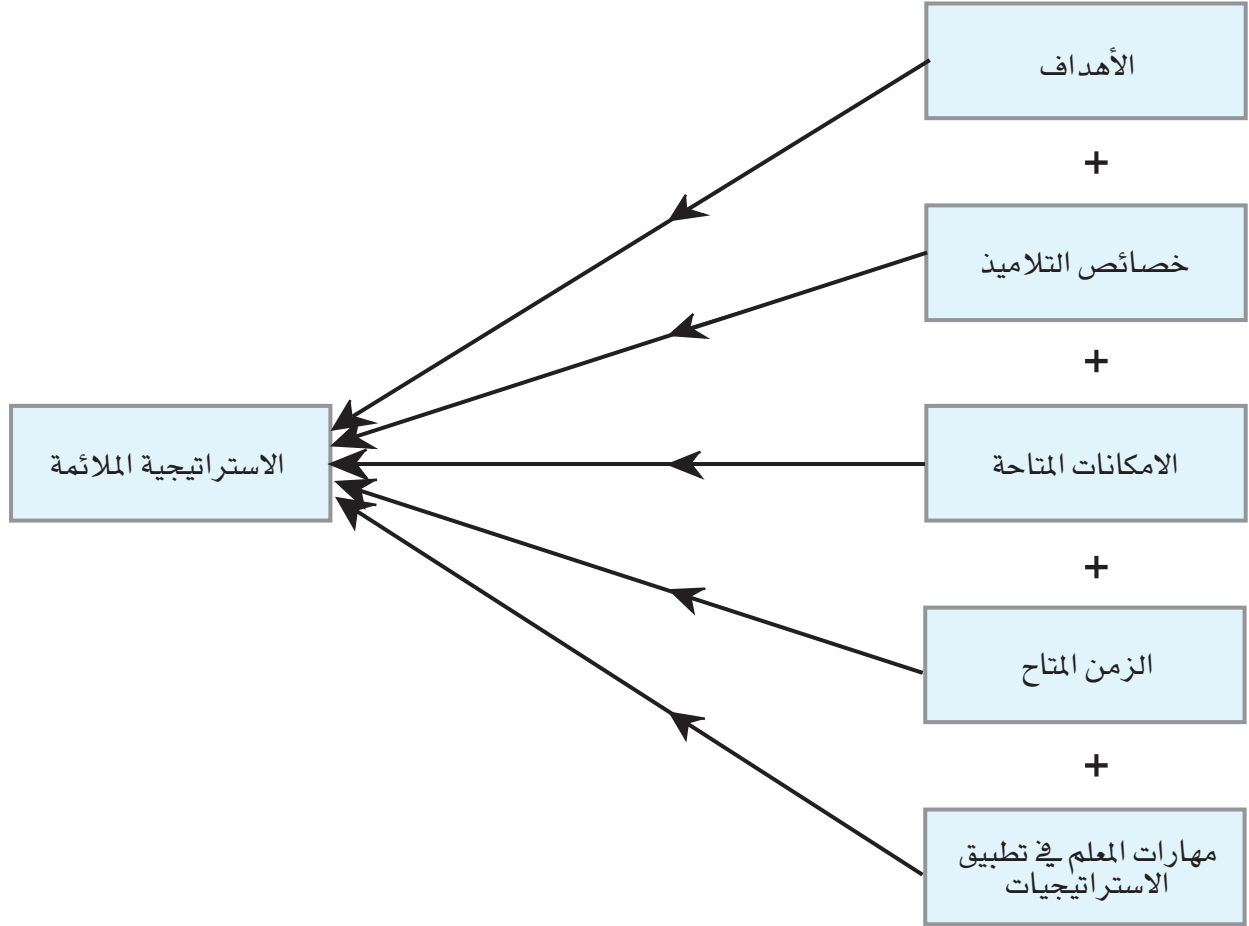 الأهداف
+
خصائص التلاميذ
+
الامكانات المتاحة
+
الزمن المتاح
+
مهارات المعلم في تطبيق
الاستراتيجيات
الاستراتيجية الملائمة